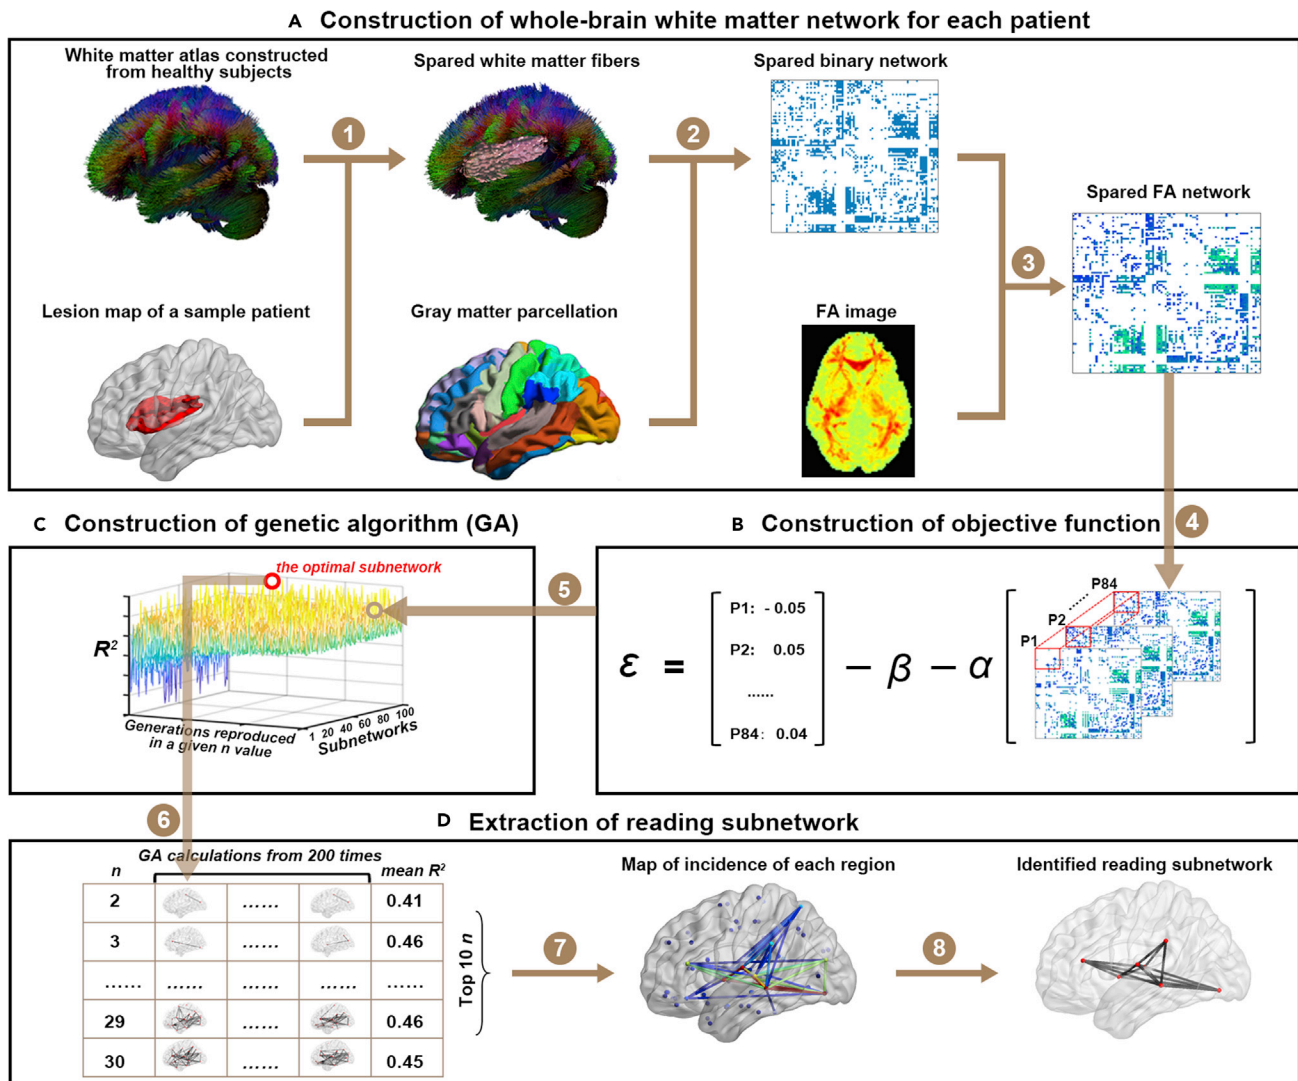 A Construction of whole-brain white matter network for each patient
White matter atlas constructed
from healthy subjects
Spared white matter fibers
Spared binary network
1
2
3
Spared FA network
Lesion map of a sample patient
Gray matter parcellation
FA image
4
C Construction of genetic algorithm (GA)
B Construction of objective function
the optimal subnetwork
R²
Generations reproduced
in a given n value
1 20 40 60 80 100
Subnetworks
5
ε = P1: - 0.05
P2: 0.05
......
P84: 0.04
− β − α
P1 P2 ...... P84
6
D Extraction of reading subnetwork
GA calculations from 200 times
n mean R²
2 ...... 0.41
3 ...... 0.46
...... ...... ...... ...... ......
29 ...... 0.46
30 ...... 0.45
Top 10 n
7
Map of incidence of each region
8
Identified reading subnetwork